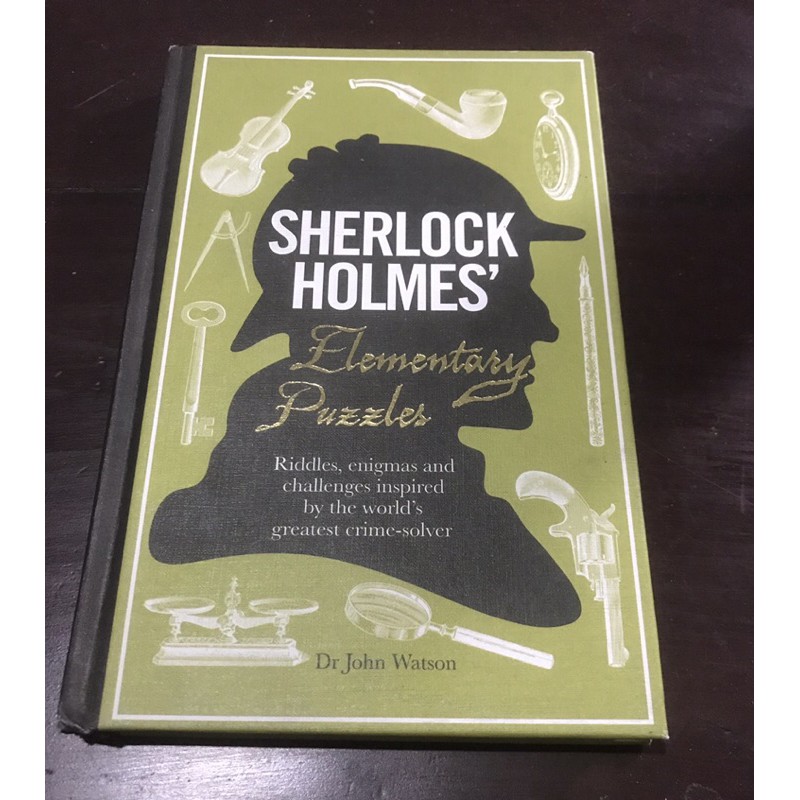 SHERLOCK
HOLMES’
Elementary
Puzzles
Riddles, enigmas and
challenges inspired
by the world’s
greatest crime-solver
Dr John Watson